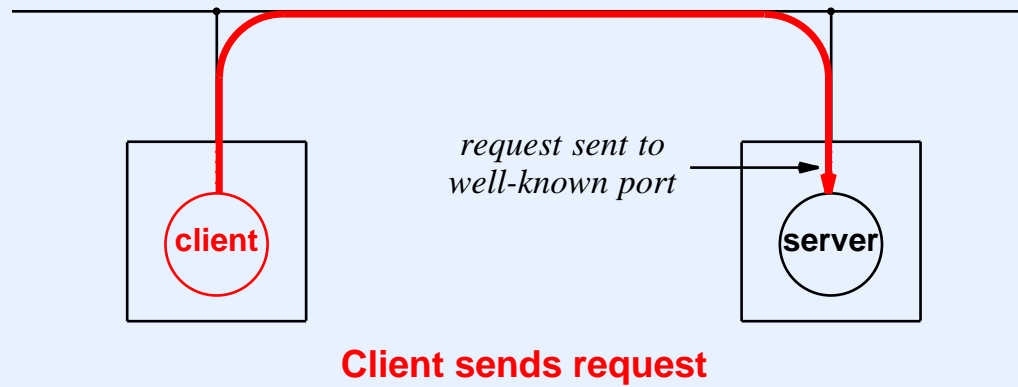 request sent to
well-known port
client
server
Client sends request